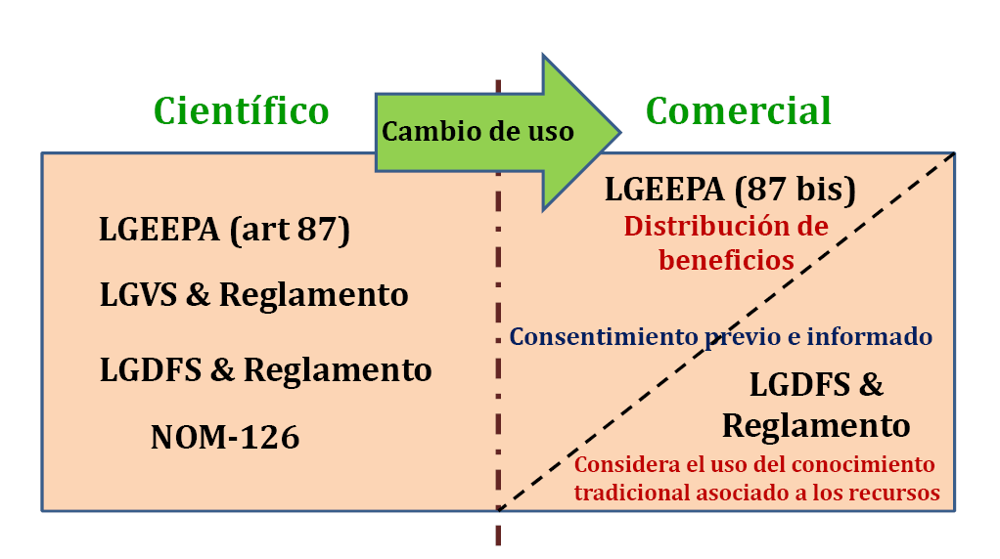 Científico
Cambio de uso
Comercial
LGEEPA (art 87)
LGVS & Reglamento
LGDFS & Reglamento
NOM-126
LGEEPA (87 bis)
Distribución de
beneficios
Consentimiento previo e informado
LGDFS &
Reglamento
Considera el uso del conocimiento
tradicional asociado a los recursos